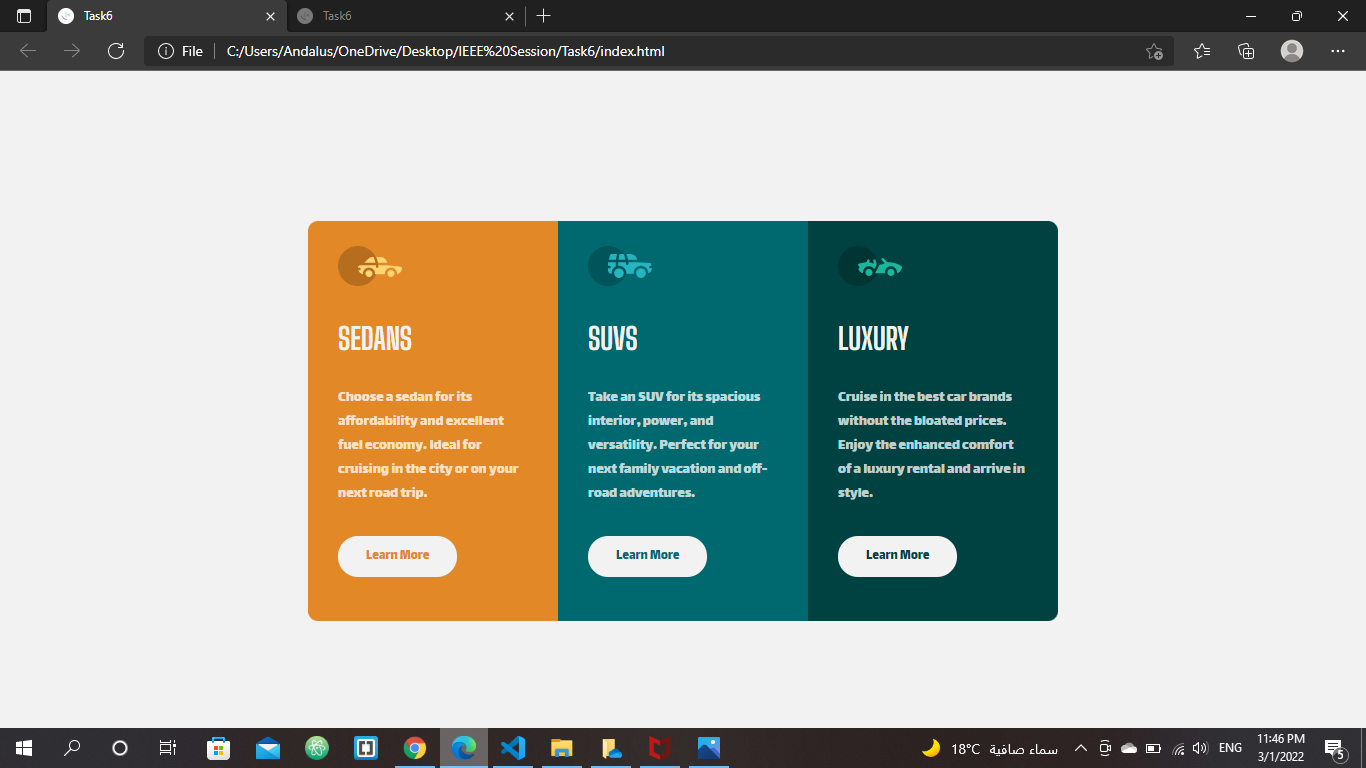 Task6
Task6
File
C:/Users/Andalus/OneDrive/Desktop/IEEE%20Session/Task6/index.html
SEDANS
Choose a sedan for its
affordability and excellent
fuel economy. Ideal for
cruising in the city or on your
next road trip.
Learn More
SUVS
Take an SUV for its spacious
interior, power, and
versatility. Perfect for your
next family vacation and off-
road adventures.
Learn More
LUXURY
Cruise in the best car brands
without the bloated prices.
Enjoy the enhanced comfort
of a luxury rental and arrive in
style.
Learn More
18°C سماء صافية
ENG
11:46 PM
3/1/2022
5